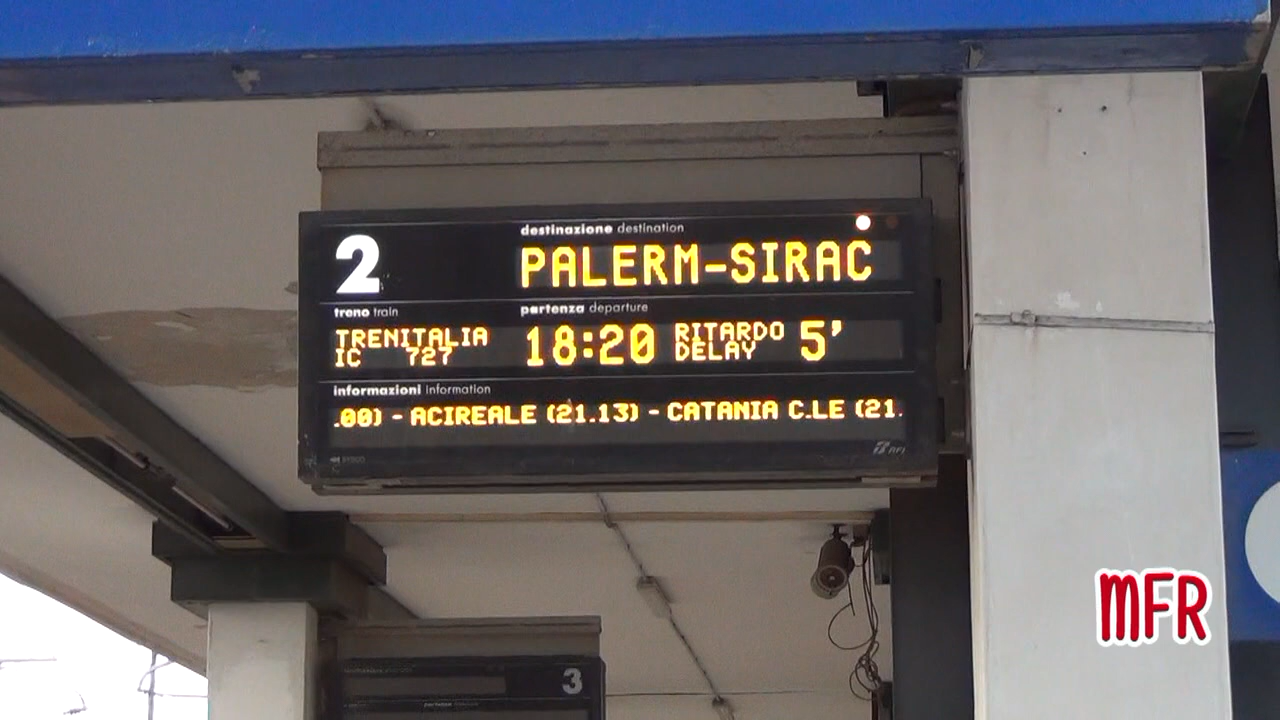 2
destinazione destination
PALERM-SIRAC
treno train
partenza departure
TRENITALIA
IC 727
18:20
RITARDO
DELAY
5'
informazioni information
.00) - ACIREALE (21.13) - CATANIA C.LE (21.
RFI
3
MFR